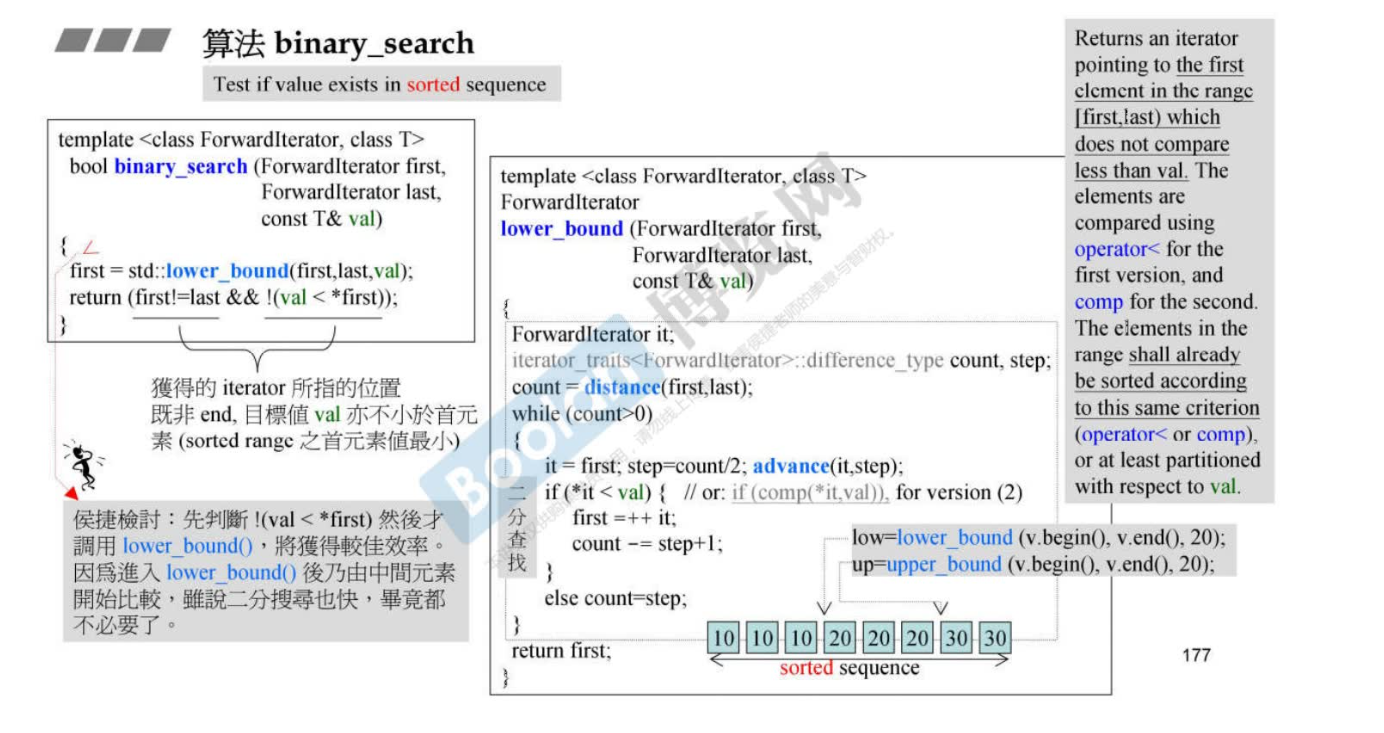 算法 binary_search
Test if value exists in sorted sequence
template <class ForwardIterator, class T>
bool binary_search (ForwardIterator first,
ForwardIterator last,
const T& val)
{
first = std::lower_bound(first,last,val);
return (first!=last && !(val < *first));
}
獲得的 iterator 所指的位置
既非 end, 目標値 val 亦不小於首元
素 (sorted range 之首元素値最小)
侯捷檢討：先判斷 !(val < *first) 然後才
調用 lower_bound()，將獲得較佳效率。
因爲進入 lower_bound() 後乃由中間元素
開始比較，雖說二分搜尋也快，畢竟都
不必要了。
template <class ForwardIterator, class T>
ForwardIterator
lower_bound (ForwardIterator first,
ForwardIterator last,
const T& val)
{
ForwardIterator it;
iterator_traits<ForwardIterator>::difference_type count, step;
count = distance(first,last);
while (count>0)
{
it = first; step=count/2; advance(it,step);
if (*it < val) { // or: if (comp(*it,val)), for version (2)
first =++ it;
count -= step+1;
}
else count=step;
}
return first;
}
二
分
查
找
low=lower_bound (v.begin(), v.end(), 20);
up=upper_bound (v.begin(), v.end(), 20);
10 10 10 20 20 20 30 30
sorted sequence
Returns an iterator
pointing to the first
element in the range
[first,last) which
does not compare
less than val. The
elements are
compared using
operator< for the
first version, and
comp for the second.
The elements in the
range shall already
be sorted according
to this same criterion
(operator< or comp),
or at least partitioned
with respect to val.
177
Boolan
博览网